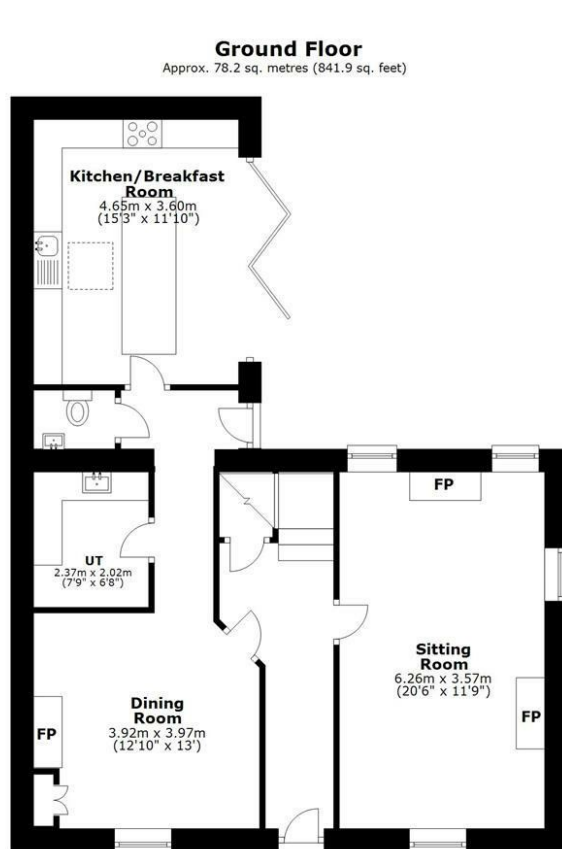 Ground Floor
Approx. 78.2 sq. metres (841.9 sq. feet)
Kitchen/Breakfast
Room
4.65m x 3.60m
(15'3" x 11'10")
FP
UT
2.37m x 2.02m
(7'9" x 6'8")
Sitting
Room
6.26m x 3.57m
(20'6" x 11'9")
Dining
Room
3.92m x 3.97m
(12'10" x 13')
FP
FP